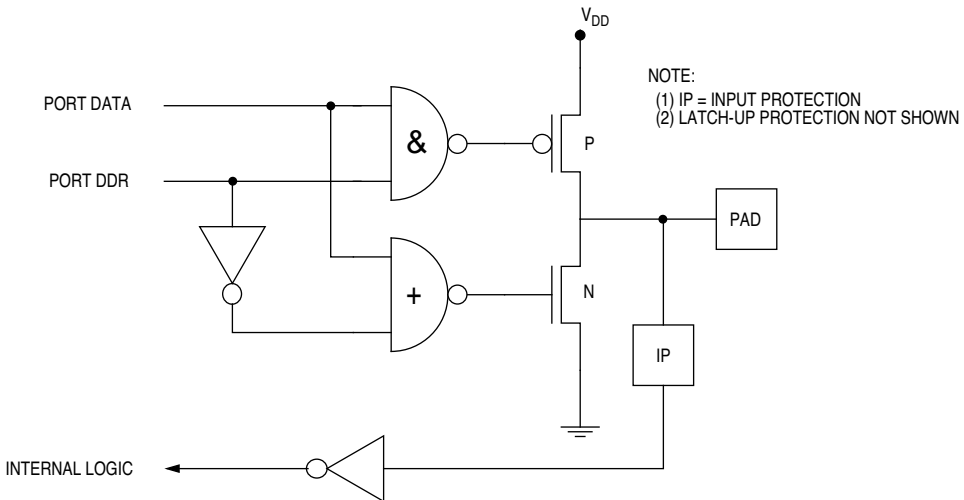 VDD
NOTE:
(1) IP = INPUT PROTECTION
(2) LATCH-UP PROTECTION NOT SHOWN
PORT DATA
&
P
PORT DDR
PAD
+
N
IP
INTERNAL LOGIC